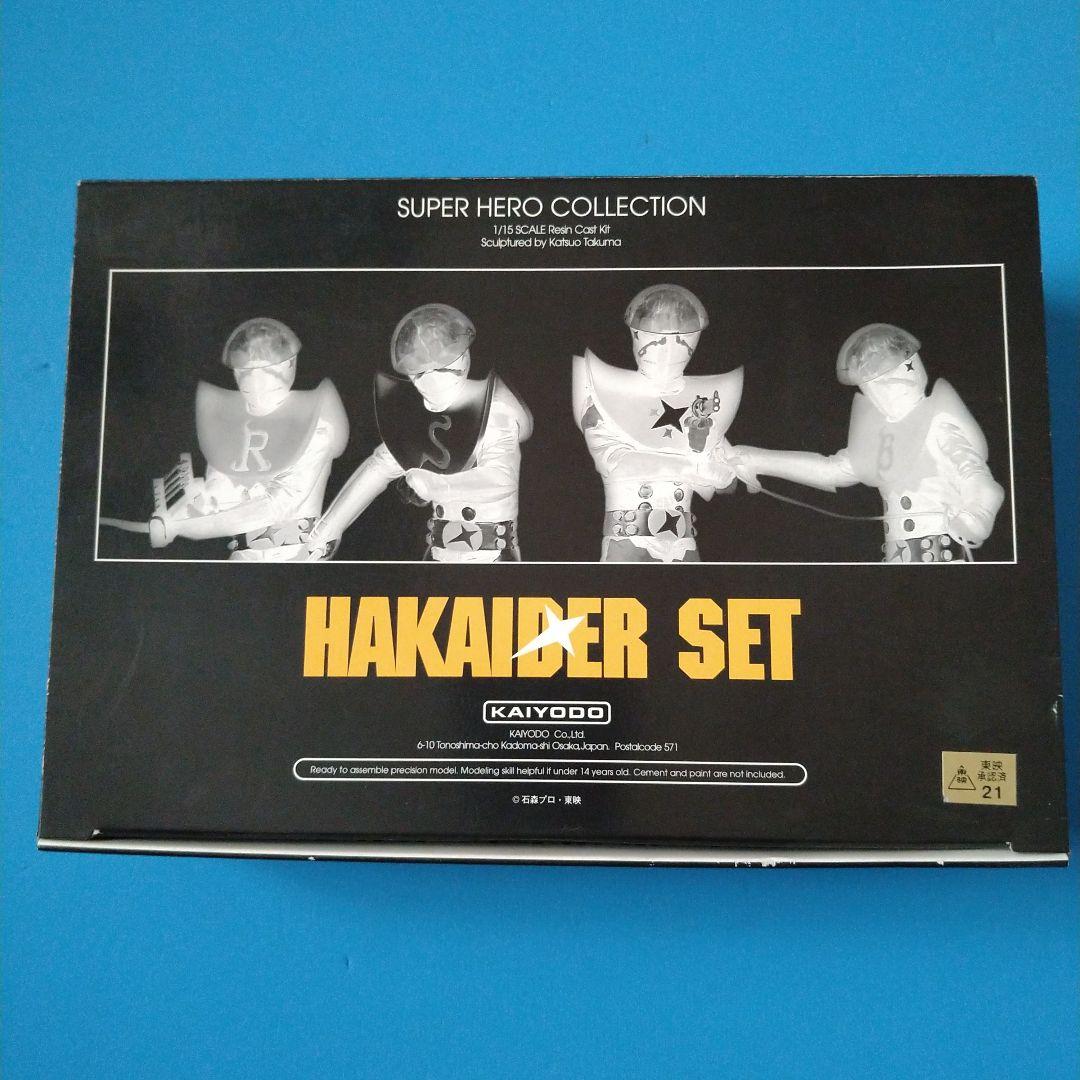 SUPER HERO COLLECTION
1/15 SCALE Resin Cast Kit
Sculptured by Katsuo Takuma
R
S
B
HAKAIDER SET
KAIYODO
KAIYODO Co.,Ltd.
6-10 Tonoshima-cho Kadoma-shi Osaka,Japan. Postalcode 571
Ready to assemble precision model. Modeling skill helpful if under 14 years old. Cement and paint are not included.
©石森プロ・東映
東映
東映
承認済
21